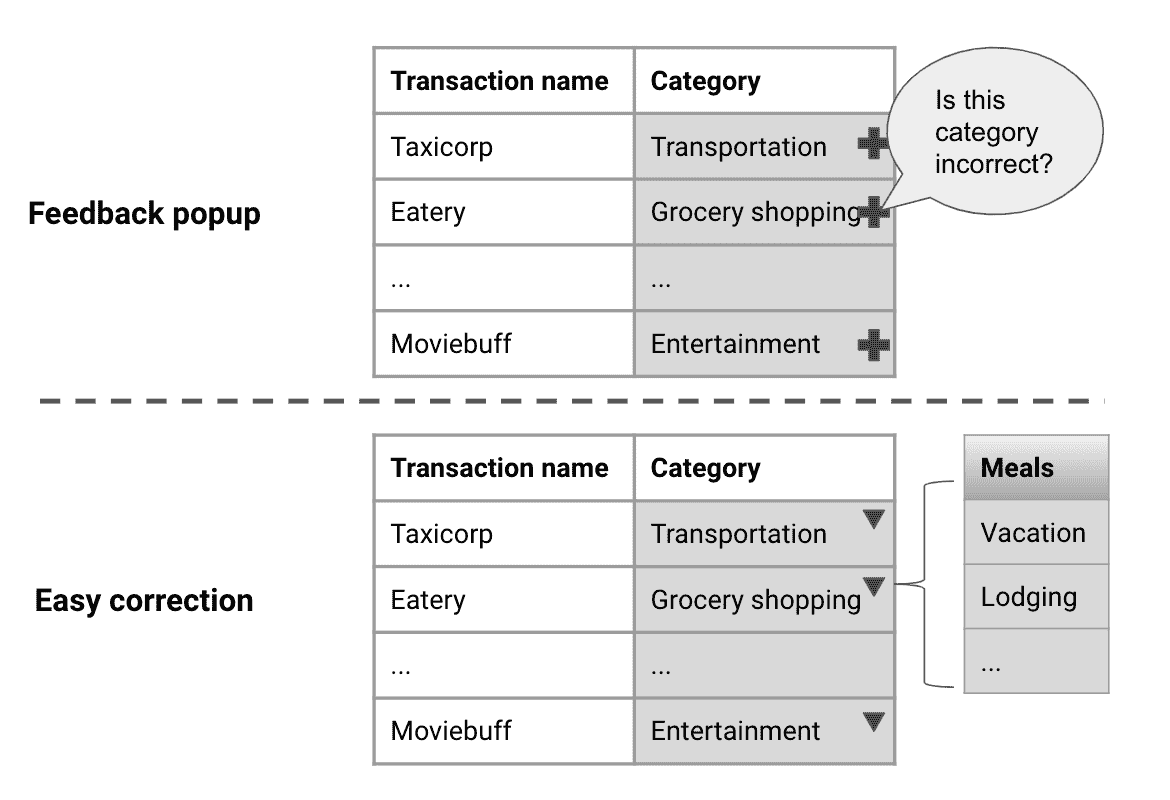 Transaction name Category
Taxicorp Transportation
Is this
category
incorrect?
Feedback popup
Eatery Grocery shopping
... ...
Moviebuff Entertainment
Transaction name Category
Taxicorp Transportation
Easy correction
Eatery Grocery shopping
... ...
Moviebuff Entertainment
Meals
Vacation
Lodging
...